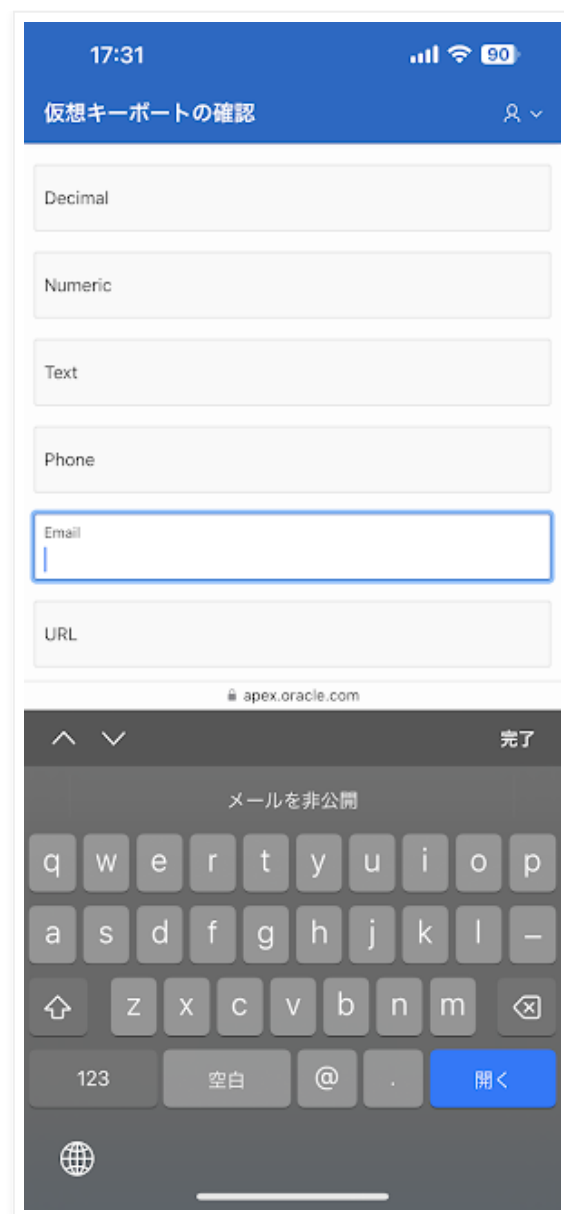 17:31 90
仮想キーボートの確認
Decimal
Numeric
Text
Phone
Email
URL
apex.oracle.com
完了
メールを非公開
q w e r t y u i o p
a s d f g h j k l –
z x c v b n m
123 空白 @ . 開く